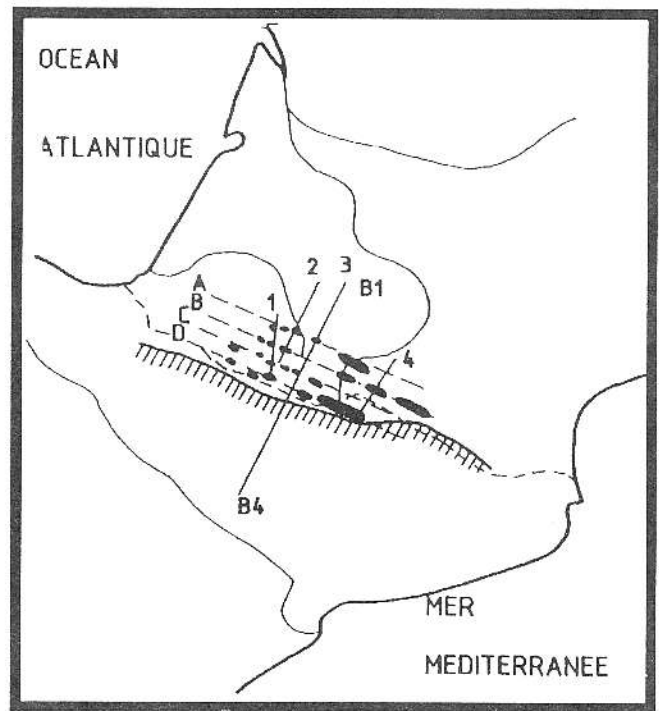 OCEAN
ATLANTIQUE
A
B
C
D
1
2
3
B1
4
B4
MER
MEDITERRANEE